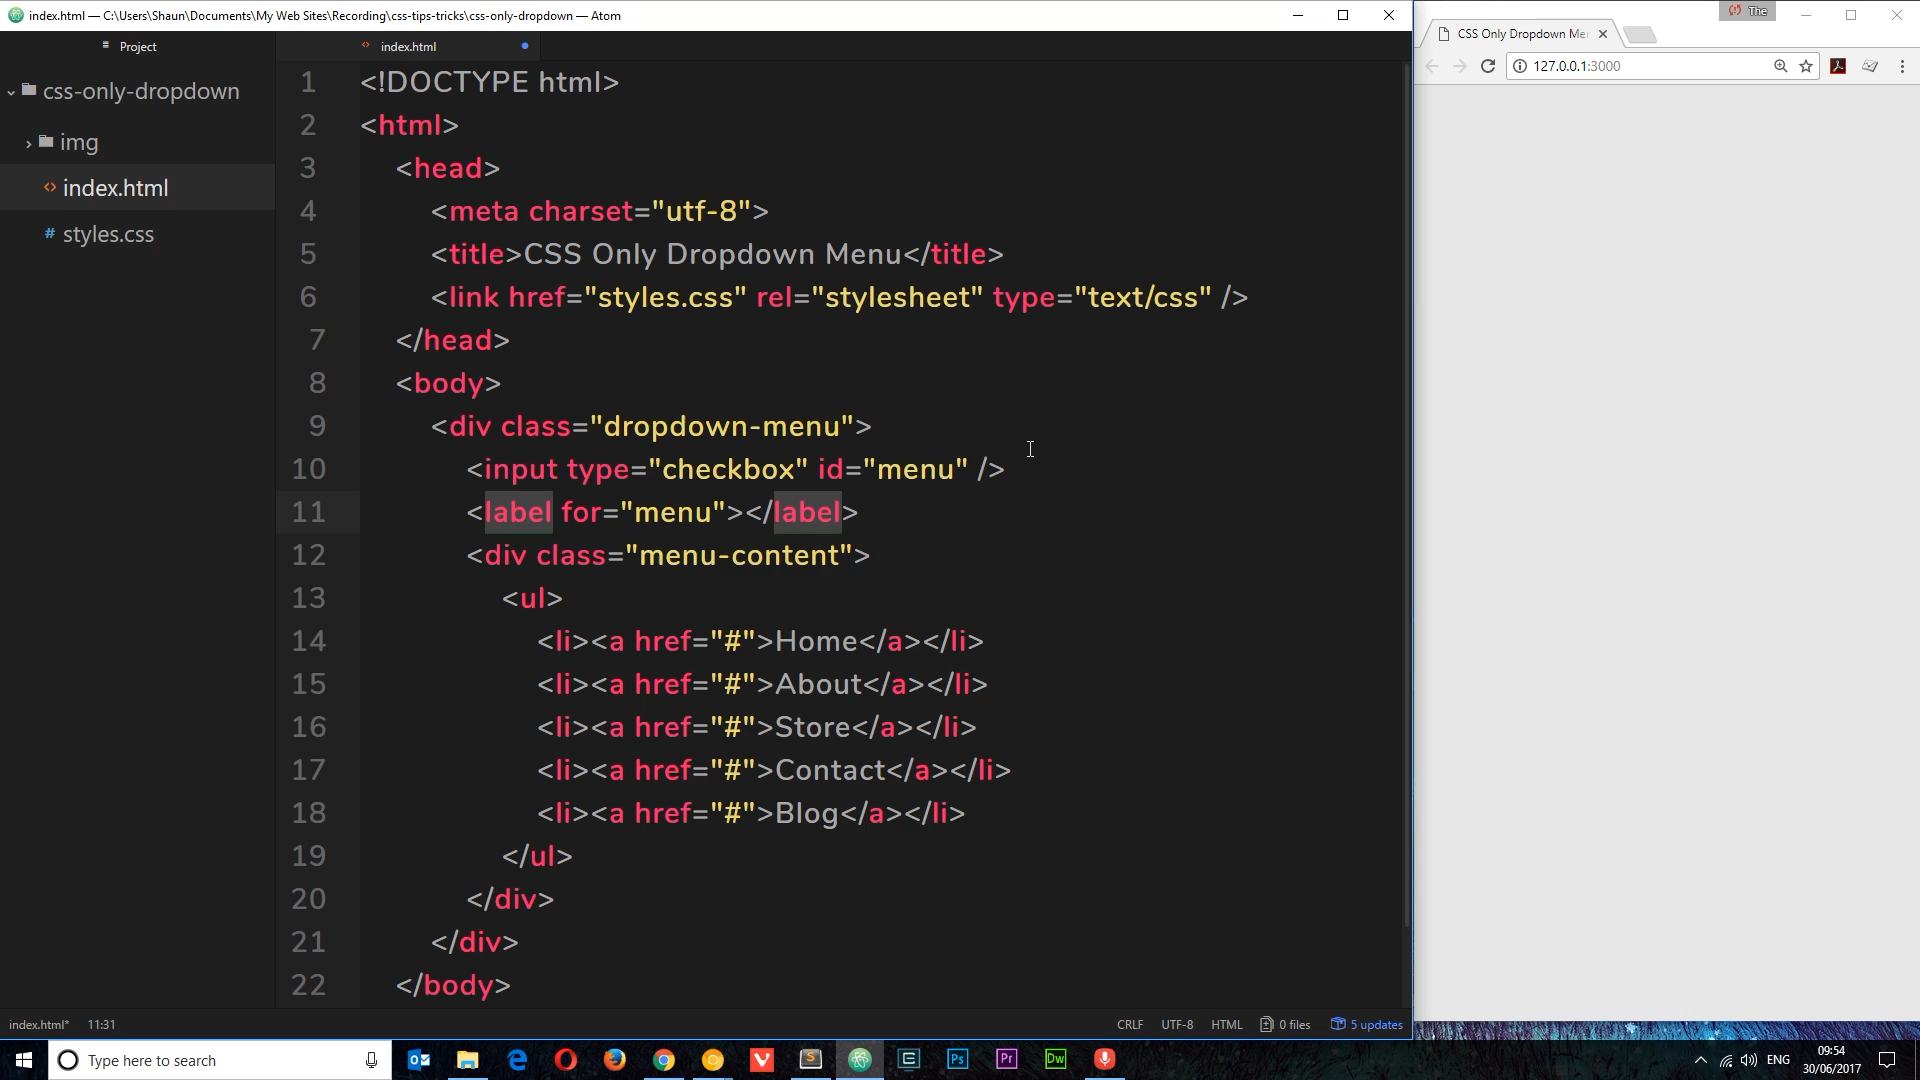 index.html — C:\Users\Shaun\Documents\My Web Sites\Recording\css-tips-tricks\css-only-dropdown — Atom
The
Project
index.html
CSS Only Dropdown Me
127.0.0.1:3000
css-only-dropdown
img
index.html
styles.css
1 <!DOCTYPE html>
2 <html>
3 <head>
4 <meta charset="utf-8">
5 <title>CSS Only Dropdown Menu</title>
6 <link href="styles.css" rel="stylesheet" type="text/css" />
7 </head>
8 <body>
9 <div class="dropdown-menu">
10 <input type="checkbox" id="menu" />
11 <label for="menu"></label>
12 <div class="menu-content">
13 <ul>
14 <li><a href="#">Home</a></li>
15 <li><a href="#">About</a></li>
16 <li><a href="#">Store</a></li>
17 <li><a href="#">Contact</a></li>
18 <li><a href="#">Blog</a></li>
19 </ul>
20 </div>
21 </div>
22 </body>
index.html* 11:31 CRLF UTF-8 HTML 0 files 5 updates
Type here to search
Ps
Pr
Dw
ENG
09:54
30/06/2017